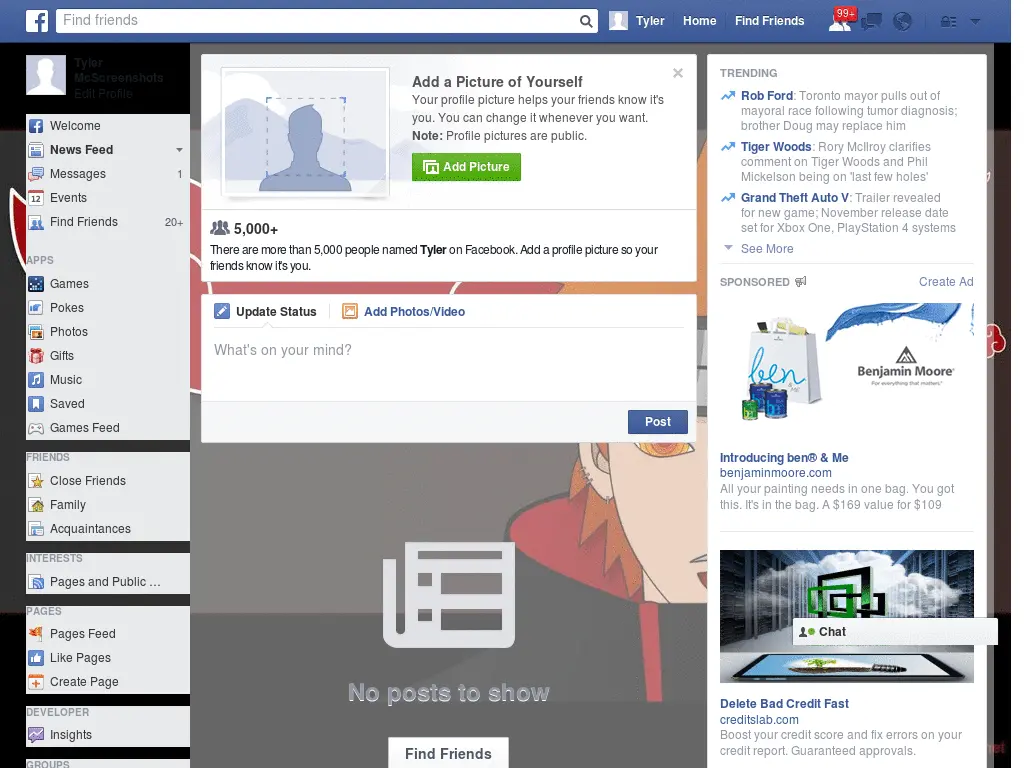 Find friends
Tyler
Home
Find Friends
99+
Tyler
McScreenshots
Edit Profile
Welcome
News Feed
Messages 1
12 Events
Find Friends 20+
APPS
Games
Pokes
Photos
Gifts
Music
Saved
Games Feed
FRIENDS
Close Friends
Family
Acquaintances
INTERESTS
Pages and Public ...
PAGES
Pages Feed
Like Pages
Create Page
DEVELOPER
Insights
GROUPS
Add a Picture of Yourself
Your profile picture helps your friends know it's
you. You can change it whenever you want.
Note: Profile pictures are public.
Add Picture
5,000+
There are more than 5,000 people named Tyler on Facebook. Add a profile picture so your
friends know it's you.
Update Status
Add Photos/Video
What's on your mind?
Post
No posts to show
Find Friends
TRENDING
Rob Ford: Toronto mayor pulls out of
mayoral race following tumor diagnosis;
brother Doug may replace him
Tiger Woods: Rory McIlroy clarifies
comment on Tiger Woods and Phil
Mickelson being on 'last few holes'
Grand Theft Auto V: Trailer revealed
for new game; November release date
set for Xbox One, PlayStation 4 systems
See More
SPONSORED
Create Ad
ben
& ME
Benjamin Moore
For everything that matters.
Introducing ben® & Me
benjaminmoore.com
All your painting needs in one bag. You got
this. It's in the bag. A $169 value for $109
Chat
Delete Bad Credit Fast
creditslab.com
Boost your credit score and fix errors on your
credit report. Guaranteed approvals.